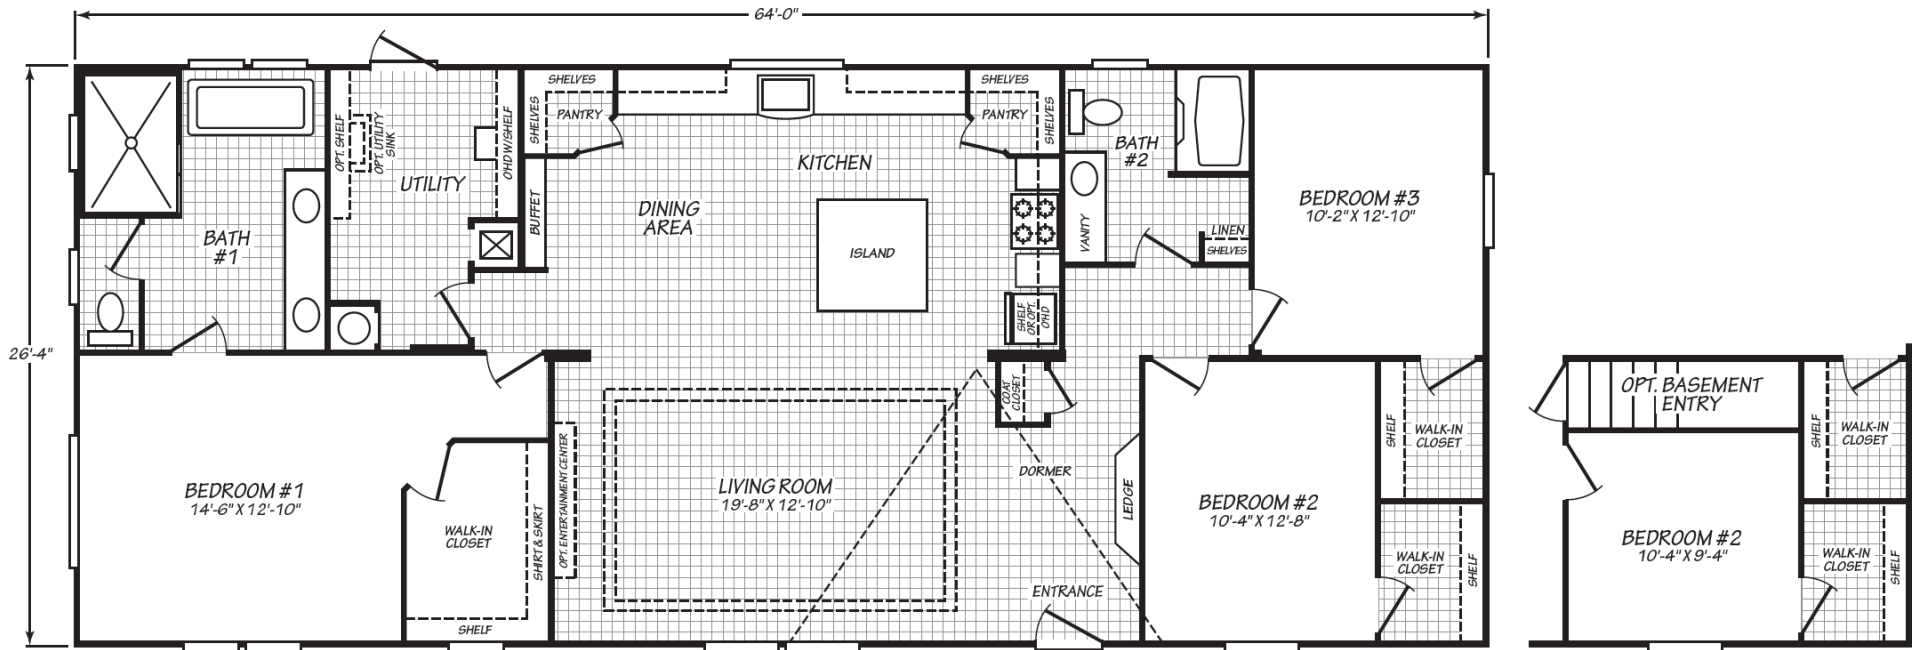 64'-0"
26'-4"
BATH
#1
OPT. SHELF
OPT. UTILITY
SINK
UTILITY
O'HD W/SHELF
SHELVES
SHELVES
PANTRY
BUFFET
DINING
AREA
KITCHEN
ISLAND
SHELVES
PANTRY
SHELVES
SHELF
OR OPT.
O'HD
BATH
#2
VANITY
LINEN
SHELVES
BEDROOM #3
10'-2" X 12'-10"
BEDROOM #1
14'-6" X 12'-10"
WALK-IN
CLOSET
SHIRT & SKIRT
SHELF
OPT. ENTERTAINMENT CENTER
LIVING ROOM
19'-8" X 12'-10"
COAT
CLOSET
DORMER
LEDGE
ENTRANCE
BEDROOM #2
10'-4" X 12'-8"
SHELF
WALK-IN
CLOSET
WALK-IN
CLOSET
SHELF
OPT. BASEMENT
ENTRY
SHELF
WALK-IN
CLOSET
BEDROOM #2
10'-4" X 9'-4"
WALK-IN
CLOSET
SHELF